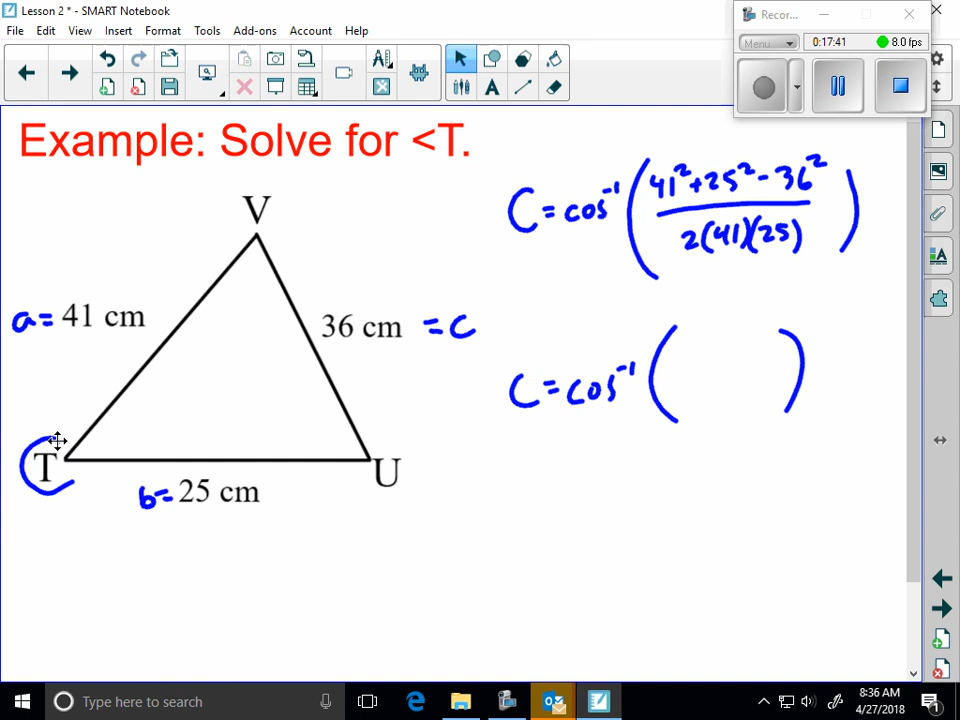 Lesson 2 * - SMART Notebook
File Edit View Insert Format Tools Add-ons Account Help
Recor...
Menu
0:17:41
8.0 fps
Example: Solve for <T.
V
a = 41 cm
36 cm = C
T
U
b = 25 cm
C = cos⁻¹ ( 41² + 25² - 36² / 2(41)(25) )
C = cos⁻¹ ( )
Type here to search
8:36 AM
4/27/2018
1